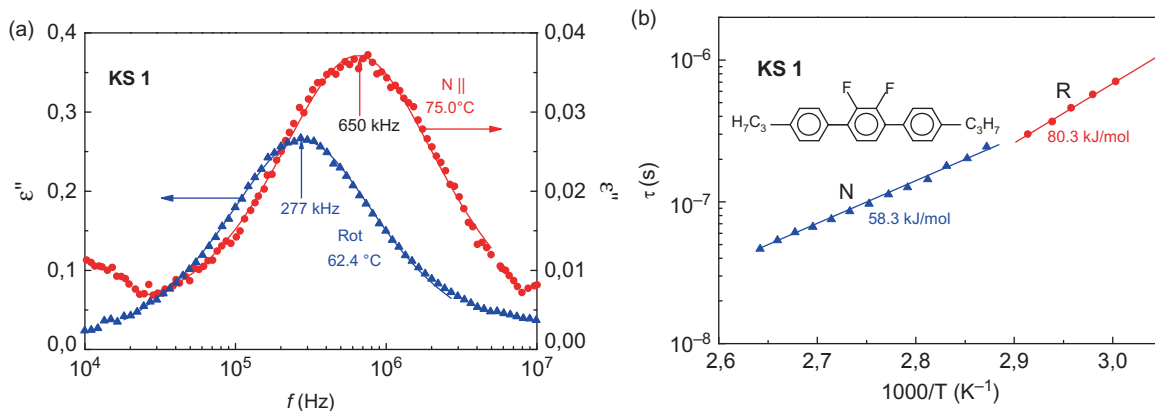 (a)
0,4
0,3
0,2
0,1
0,0
ε"
KS 1
N ||
75.0°C
650 kHz
277 kHz
Rot
62.4 °C
0,04
0,03
0,02
0,01
0,00
ε"
10⁴
10⁵
10⁶
10⁷
f (Hz)
(b)
10⁻⁶
10⁻⁷
10⁻⁸
τ (s)
KS 1
F F
H₇C₃ C₃H₇
R
80.3 kJ/mol
N
58.3 kJ/mol
2,6 2,7 2,8 2,9 3,0
1000/T (K⁻¹)